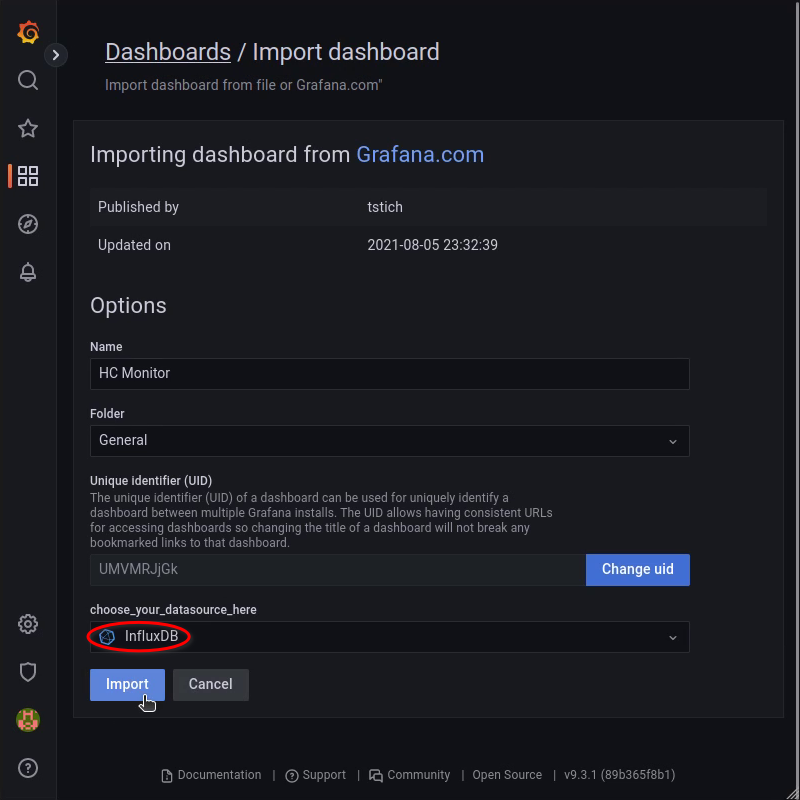 Dashboards / Import dashboard
Import dashboard from file or Grafana.com"
Importing dashboard from Grafana.com
Published by tstich
Updated on 2021-08-05 23:32:39
Options
Name
HC Monitor
Folder
General
Unique identifier (UID)
The unique identifier (UID) of a dashboard can be used for uniquely identify a
dashboard between multiple Grafana installs. The UID allows having consistent URLs
for accessing dashboards so changing the title of a dashboard will not break any
bookmarked links to that dashboard.
UMVMRJjGk Change uid
choose_your_datasource_here
InfluxDB
Import Cancel
Documentation | Support | Community | Open Source | v9.3.1 (89b365f8b1)